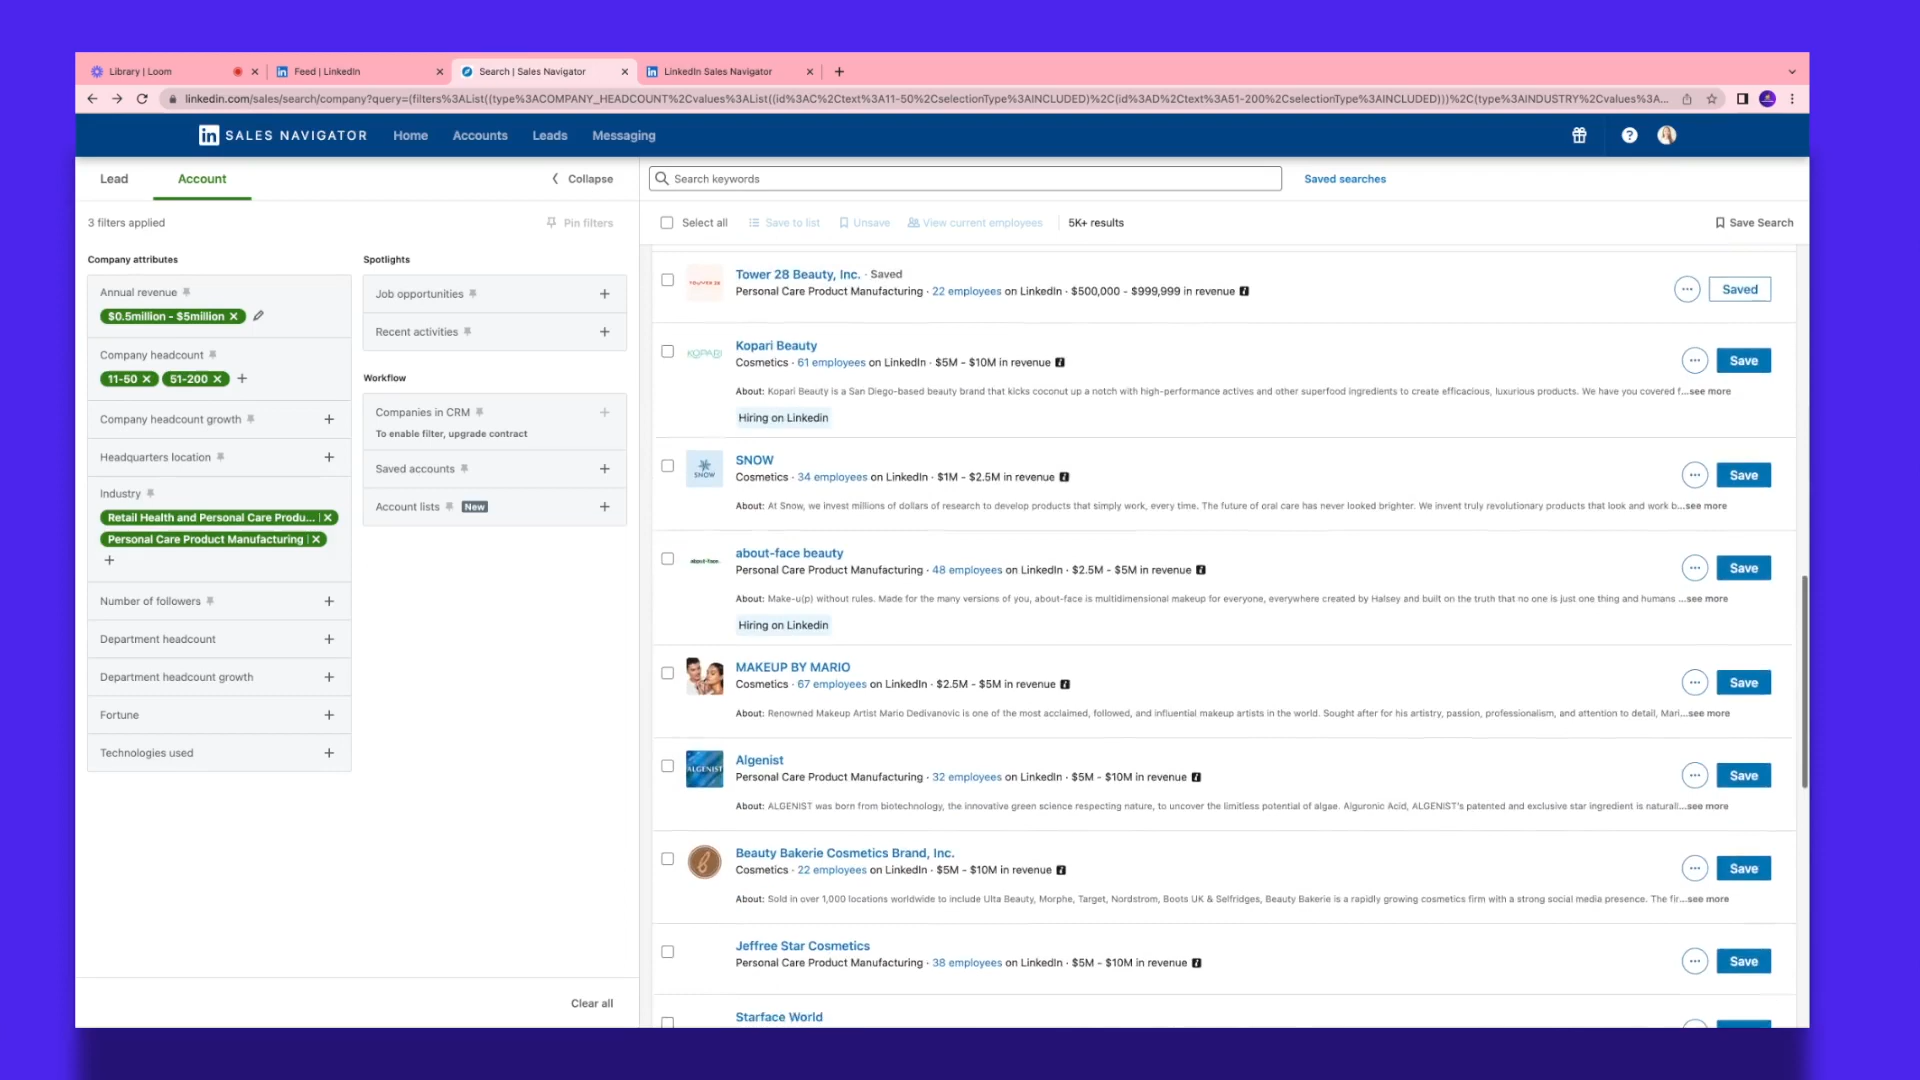 Library | Loom
Feed | LinkedIn
Search | Sales Navigator
LinkedIn Sales Navigator
linkedin.com/sales/search/company?query=(filters%3AList((type%3ACOMPANY_HEADCOUNT%2Cvalues%3AList((id%3AC%2Ctext%3A11-50%2CselectionType%3AINCLUDED)%2C(id%3AD%2Ctext%3A51-200%2CselectionType%3AINCLUDED)))%2C(type%3AINDUSTRY%2Cvalues%3A...
in SALES NAVIGATOR
Home
Accounts
Leads
Messaging
Lead
Account
Collapse
Search keywords
Saved searches
3 filters applied
Pin filters
Select all
Save to list
Unsave
View current employees
5K+ results
Save Search
Company attributes
Annual revenue
$0.5million - $5million
Company headcount
11-50
51-200
Company headcount growth
Headquarters location
Industry
Retail Health and Personal Care Produ...
Personal Care Product Manufacturing
Number of followers
Department headcount
Department headcount growth
Fortune
Technologies used
Spotlights
Job opportunities
Recent activities
Workflow
Companies in CRM
To enable filter, upgrade contract
Saved accounts
Account lists New
Clear all
TOWER 28
Tower 28 Beauty, Inc. · Saved
Personal Care Product Manufacturing · 22 employees on LinkedIn · $500,000 - $999,999 in revenue
Saved
KOPARI
Kopari Beauty
Cosmetics · 61 employees on LinkedIn · $5M - $10M in revenue
About: Kopari Beauty is a San Diego-based beauty brand that kicks coconut up a notch with high-performance actives and other superfood ingredients to create efficacious, luxurious products. We have you covered f...see more
Hiring on Linkedin
Save
SNOW
SNOW
Cosmetics · 34 employees on LinkedIn · $1M - $2.5M in revenue
About: At Snow, we invest millions of dollars of research to develop products that simply work, every time. The future of oral care has never looked brighter. We invent truly revolutionary products that look and work b...see more
Save
about-face
about-face beauty
Personal Care Product Manufacturing · 48 employees on LinkedIn · $2.5M - $5M in revenue
About: Make-u(p) without rules. Made for the many versions of you, about-face is multidimensional makeup for everyone, everywhere created by Halsey and built on the truth that no one is just one thing and humans ...see more
Hiring on Linkedin
Save
MAKEUP BY MARIO
Cosmetics · 67 employees on LinkedIn · $2.5M - $5M in revenue
About: Renowned Makeup Artist Mario Dedivanovic is one of the most acclaimed, followed, and influential makeup artists in the world. Sought after for his artistry, passion, professionalism, and attention to detail, Mari...see more
Save
ALGENIST
Algenist
Personal Care Product Manufacturing · 32 employees on LinkedIn · $5M - $10M in revenue
About: ALGENIST was born from biotechnology, the innovative green science respecting nature, to uncover the limitless potential of algae. Alguronic Acid, ALGENIST's patented and exclusive star ingredient is naturall...see more
Save
Beauty Bakerie Cosmetics Brand, Inc.
Cosmetics · 22 employees on LinkedIn · $5M - $10M in revenue
About: Sold in over 1,000 locations worldwide to include Ulta Beauty, Morphe, Target, Nordstrom, Boots UK & Selfridges, Beauty Bakerie is a rapidly growing cosmetics firm with a strong social media presence. The fir...see more
Save
Jeffree Star Cosmetics
Personal Care Product Manufacturing · 38 employees on LinkedIn · $5M - $10M in revenue
Save
Starface World